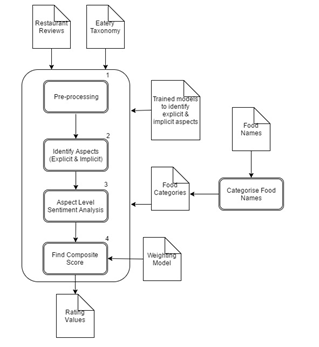 Restaurant
Reviews
Eatery
Taxonomy
1
Pre-processing
Trained models
to identify
explicit &
implicit aspects
2
Identify Aspects
(Explicit & Implicit)
Food
Names
3
Aspect Level
Sentiment Analysis
Food
Categories
Categorise Food
Names
4
Find Composite
Score
Weighting
Model
Rating
Values